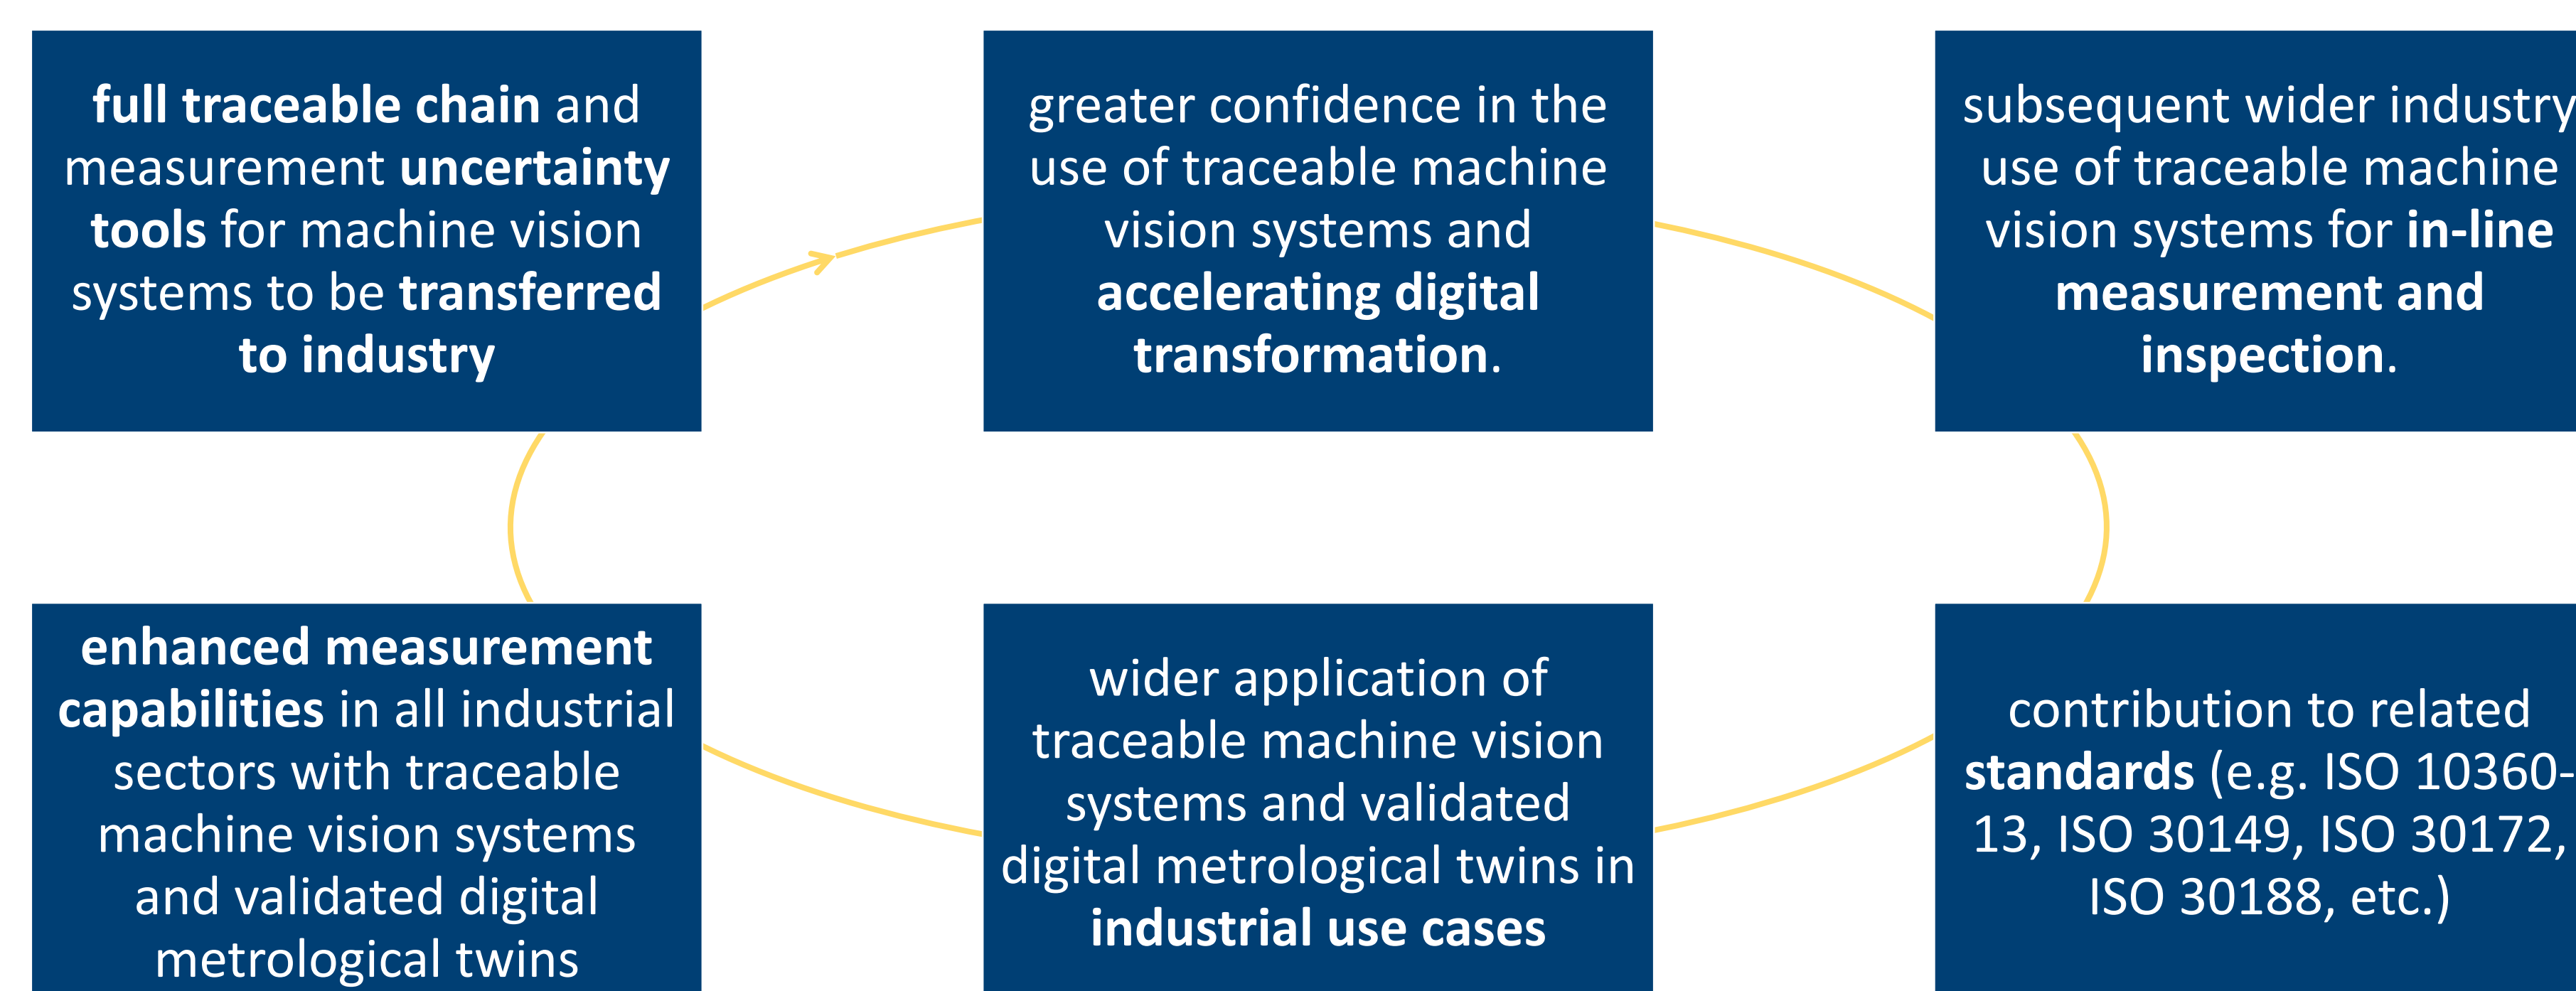 full traceable chain and
measurement uncertainty
tools for machine vision
systems to be transferred
to industry
greater confidence in the
use of traceable machine
vision systems and
accelerating digital
transformation.
subsequent wider industry
use of traceable machine
vision systems for in-line
measurement and
inspection.
enhanced measurement
capabilities in all industrial
sectors with traceable
machine vision systems
and validated digital
metrological twins
wider application of
traceable machine vision
systems and validated
digital metrological twins in
industrial use cases
contribution to related
standards (e.g. ISO 10360-
13, ISO 30149, ISO 30172,
ISO 30188, etc.)